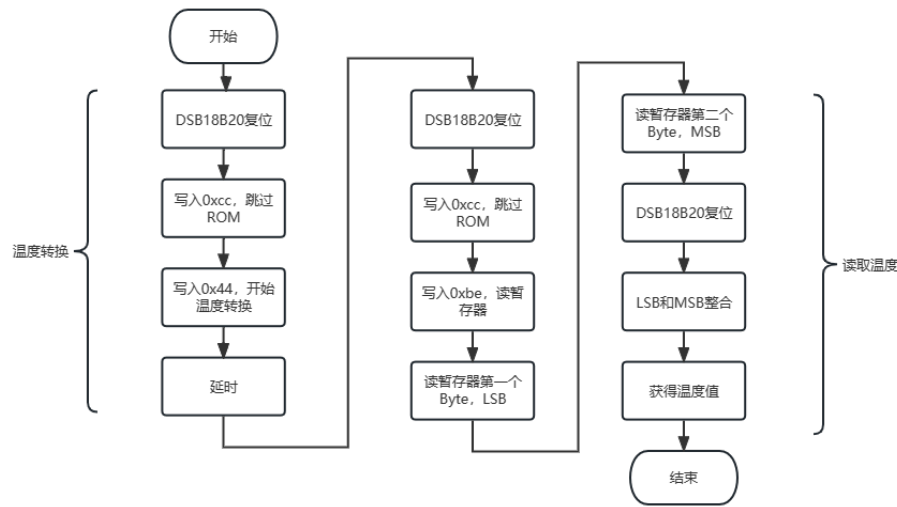 开始
温度转换
DSB18B20复位
写入0xcc，跳过
ROM
写入0x44，开始
温度转换
延时
DSB18B20复位
写入0xcc，跳过
ROM
写入0xbe，读暂
存器
读暂存器第一个
Byte，LSB
读暂存器第二个
Byte，MSB
DSB18B20复位
LSB和MSB整合
获得温度值
结束
读取温度